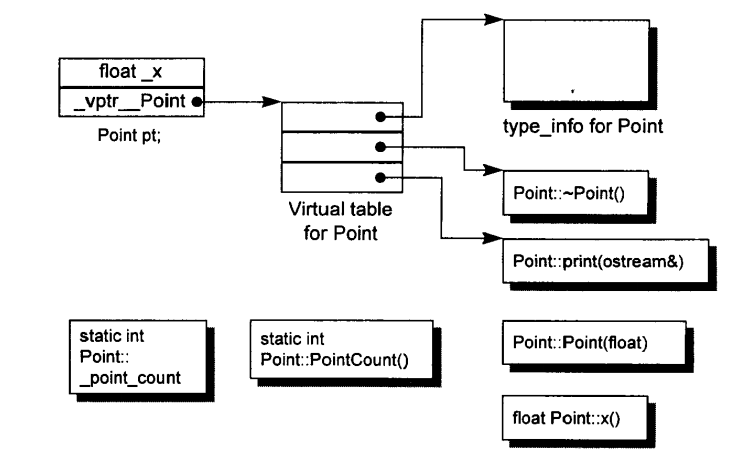 float _x
_vptr__Point
Point pt;
Virtual table
for Point
type_info for Point
Point::~Point()
Point::print(ostream&)
static int
Point::
_point_count
static int
Point::PointCount()
Point::Point(float)
float Point::x()